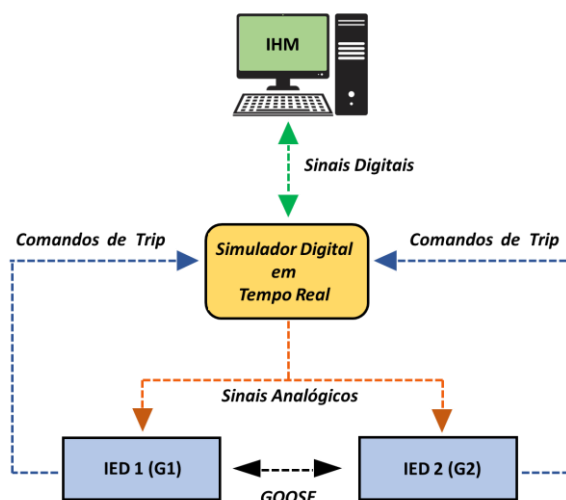 IHM
Sinais Digitais
Comandos de Trip
Comandos de Trip
Simulador Digital
em
Tempo Real
Sinais Analógicos
IED 1 (G1)
IED 2 (G2)
GOOSE